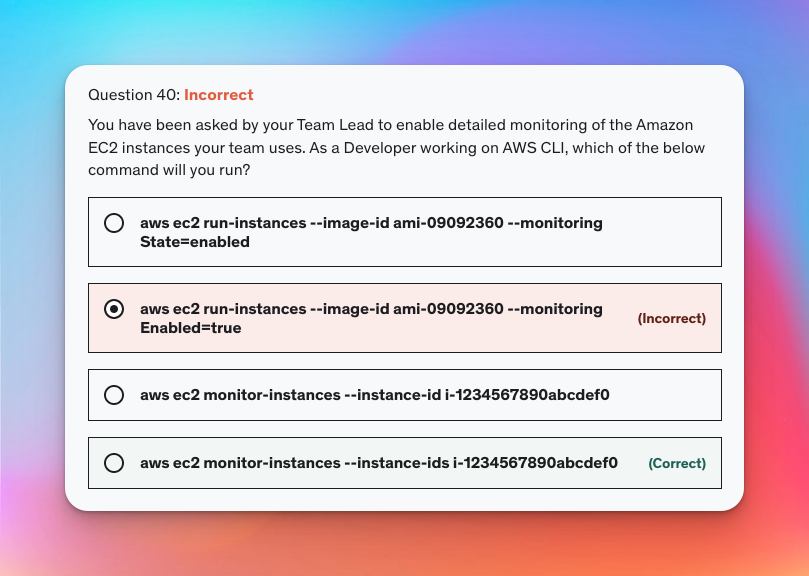 Question 40: Incorrect
You have been asked by your Team Lead to enable detailed monitoring of the Amazon
EC2 instances your team uses. As a Developer working on AWS CLI, which of the below
command will you run?
aws ec2 run-instances --image-id ami-09092360 --monitoring
State=enabled
aws ec2 run-instances --image-id ami-09092360 --monitoring
Enabled=true
(Incorrect)
aws ec2 monitor-instances --instance-id i-1234567890abcdef0
aws ec2 monitor-instances --instance-ids i-1234567890abcdef0
(Correct)